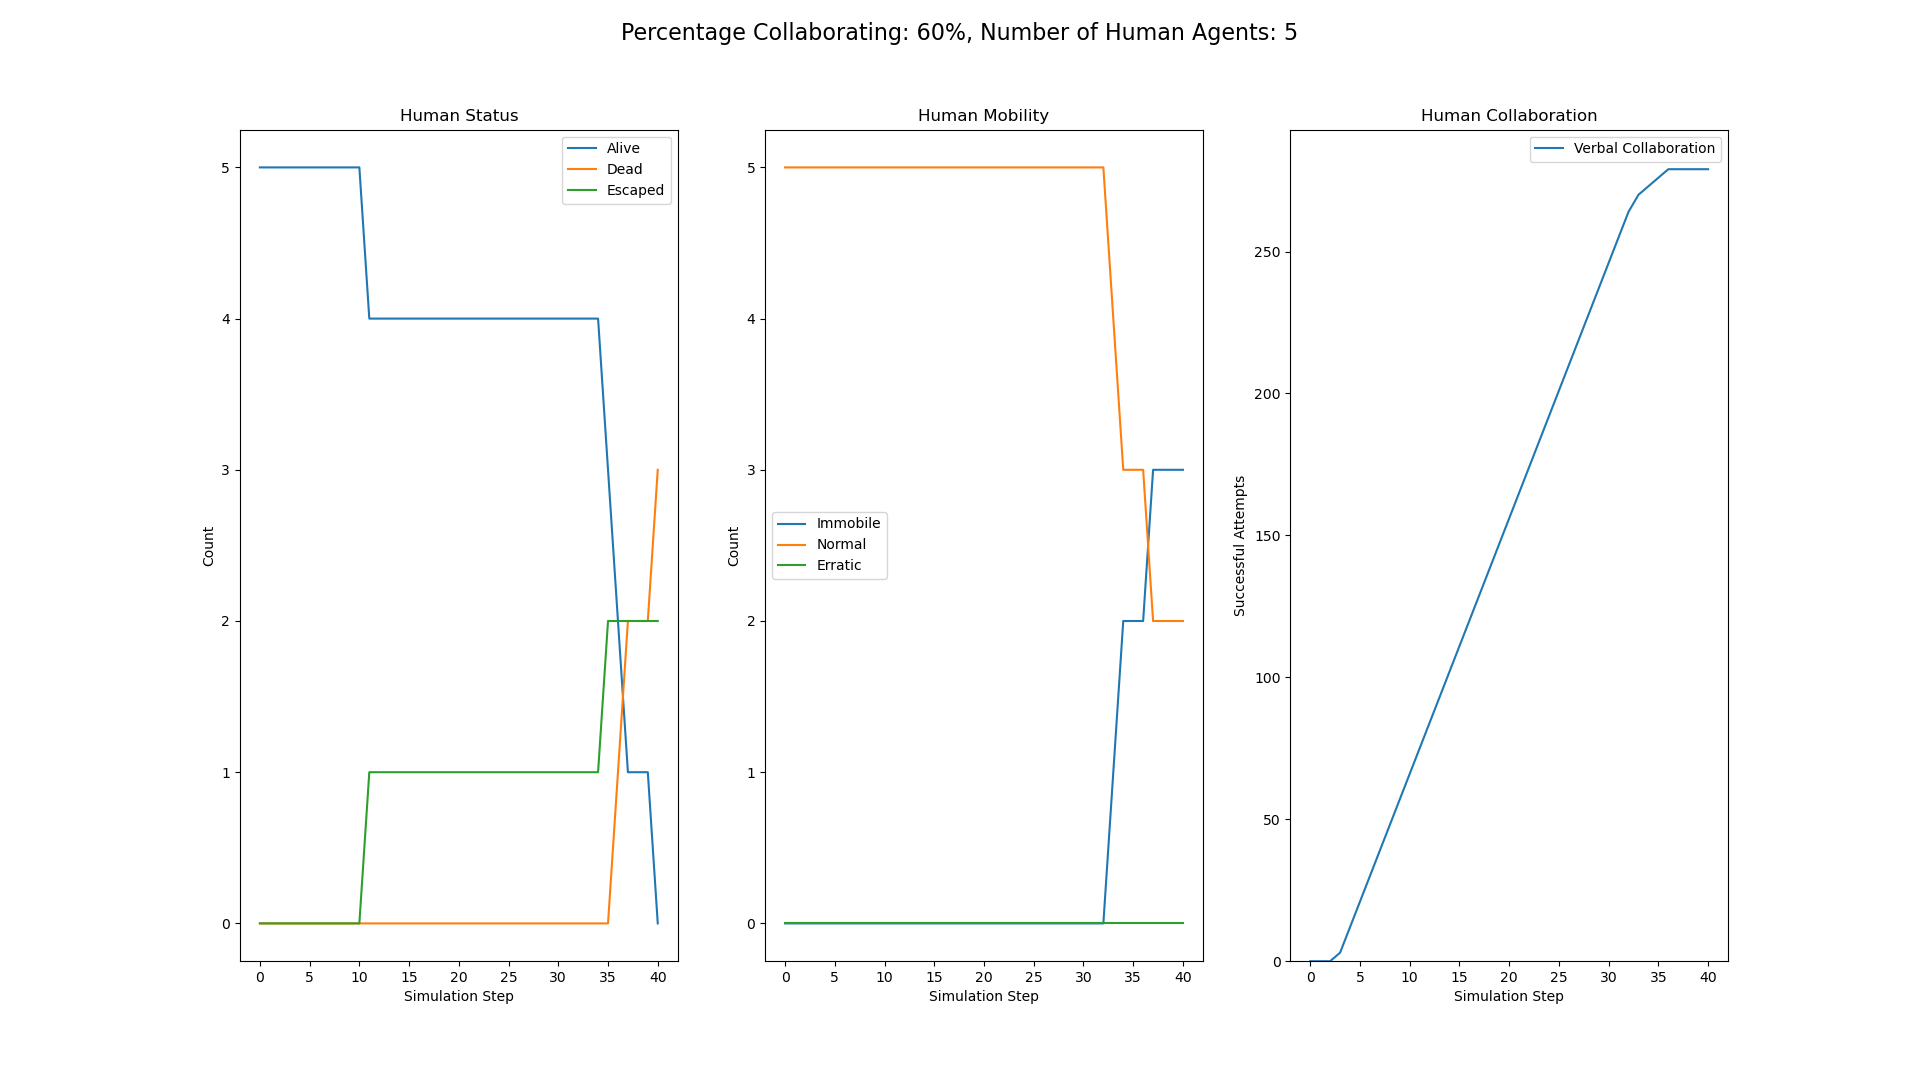 Percentage Collaborating: 60%, Number of Human Agents: 5
Human Status
Alive
Dead
Escaped
5
4
3
2
1
0
Count
0 5 10 15 20 25 30 35 40
Simulation Step
Human Mobility
5
4
3
2
1
0
Count
Immobile
Normal
Erratic
0 5 10 15 20 25 30 35 40
Simulation Step
Human Collaboration
Verbal Collaboration
250
200
150
100
50
0
Successful Attempts
0 5 10 15 20 25 30 35 40
Simulation Step